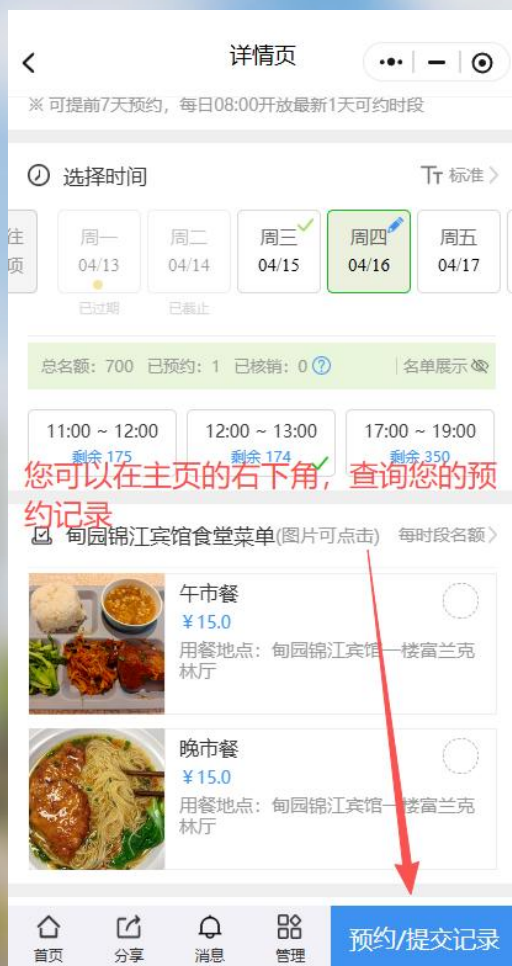 详情页
※ 可提前7天预约，每日08:00开放最新1天可约时段
选择时间
标准
往
项
周一
04/13
已过期
周二
04/14
已截止
周三
04/15
周四
04/16
周五
04/17
总名额：700 已预约：1 已核销：0
名单展示
11:00 ~ 12:00
剩余 175
12:00 ~ 13:00
剩余 174
17:00 ~ 19:00
剩余 350
您可以在主页的右下角，查询您的预
约记录
甸园锦江宾馆食堂菜单(图片可点击)
每时段名额
午市餐
¥15.0
用餐地点：甸园锦江宾馆一楼富兰克
林厅
晚市餐
¥15.0
用餐地点：甸园锦江宾馆一楼富兰克
林厅
首页
分享
消息
管理
预约/提交记录